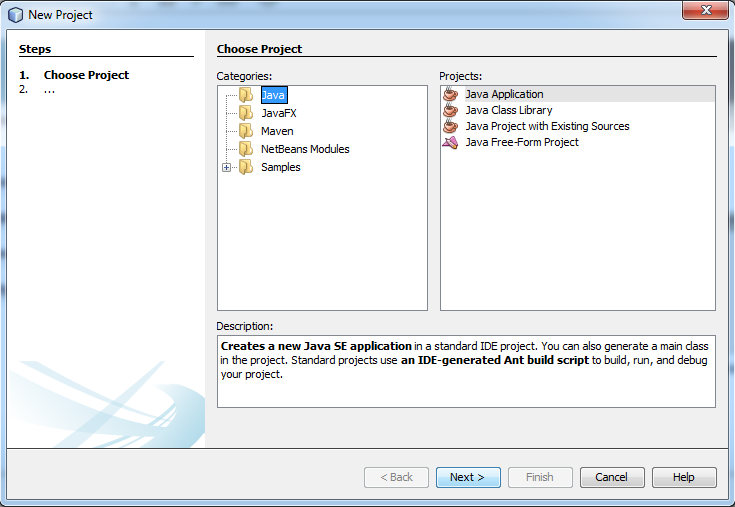 New Project
Steps
1. Choose Project
2. ...
Choose Project
Categories:
Java
JavaFX
Maven
NetBeans Modules
Samples
Projects:
Java Application
Java Class Library
Java Project with Existing Sources
Java Free-Form Project
Description:
Creates a new Java SE application in a standard IDE project. You can also generate a main class
in the project. Standard projects use an IDE-generated Ant build script to build, run, and debug
your project.
< Back
Next >
Finish
Cancel
Help